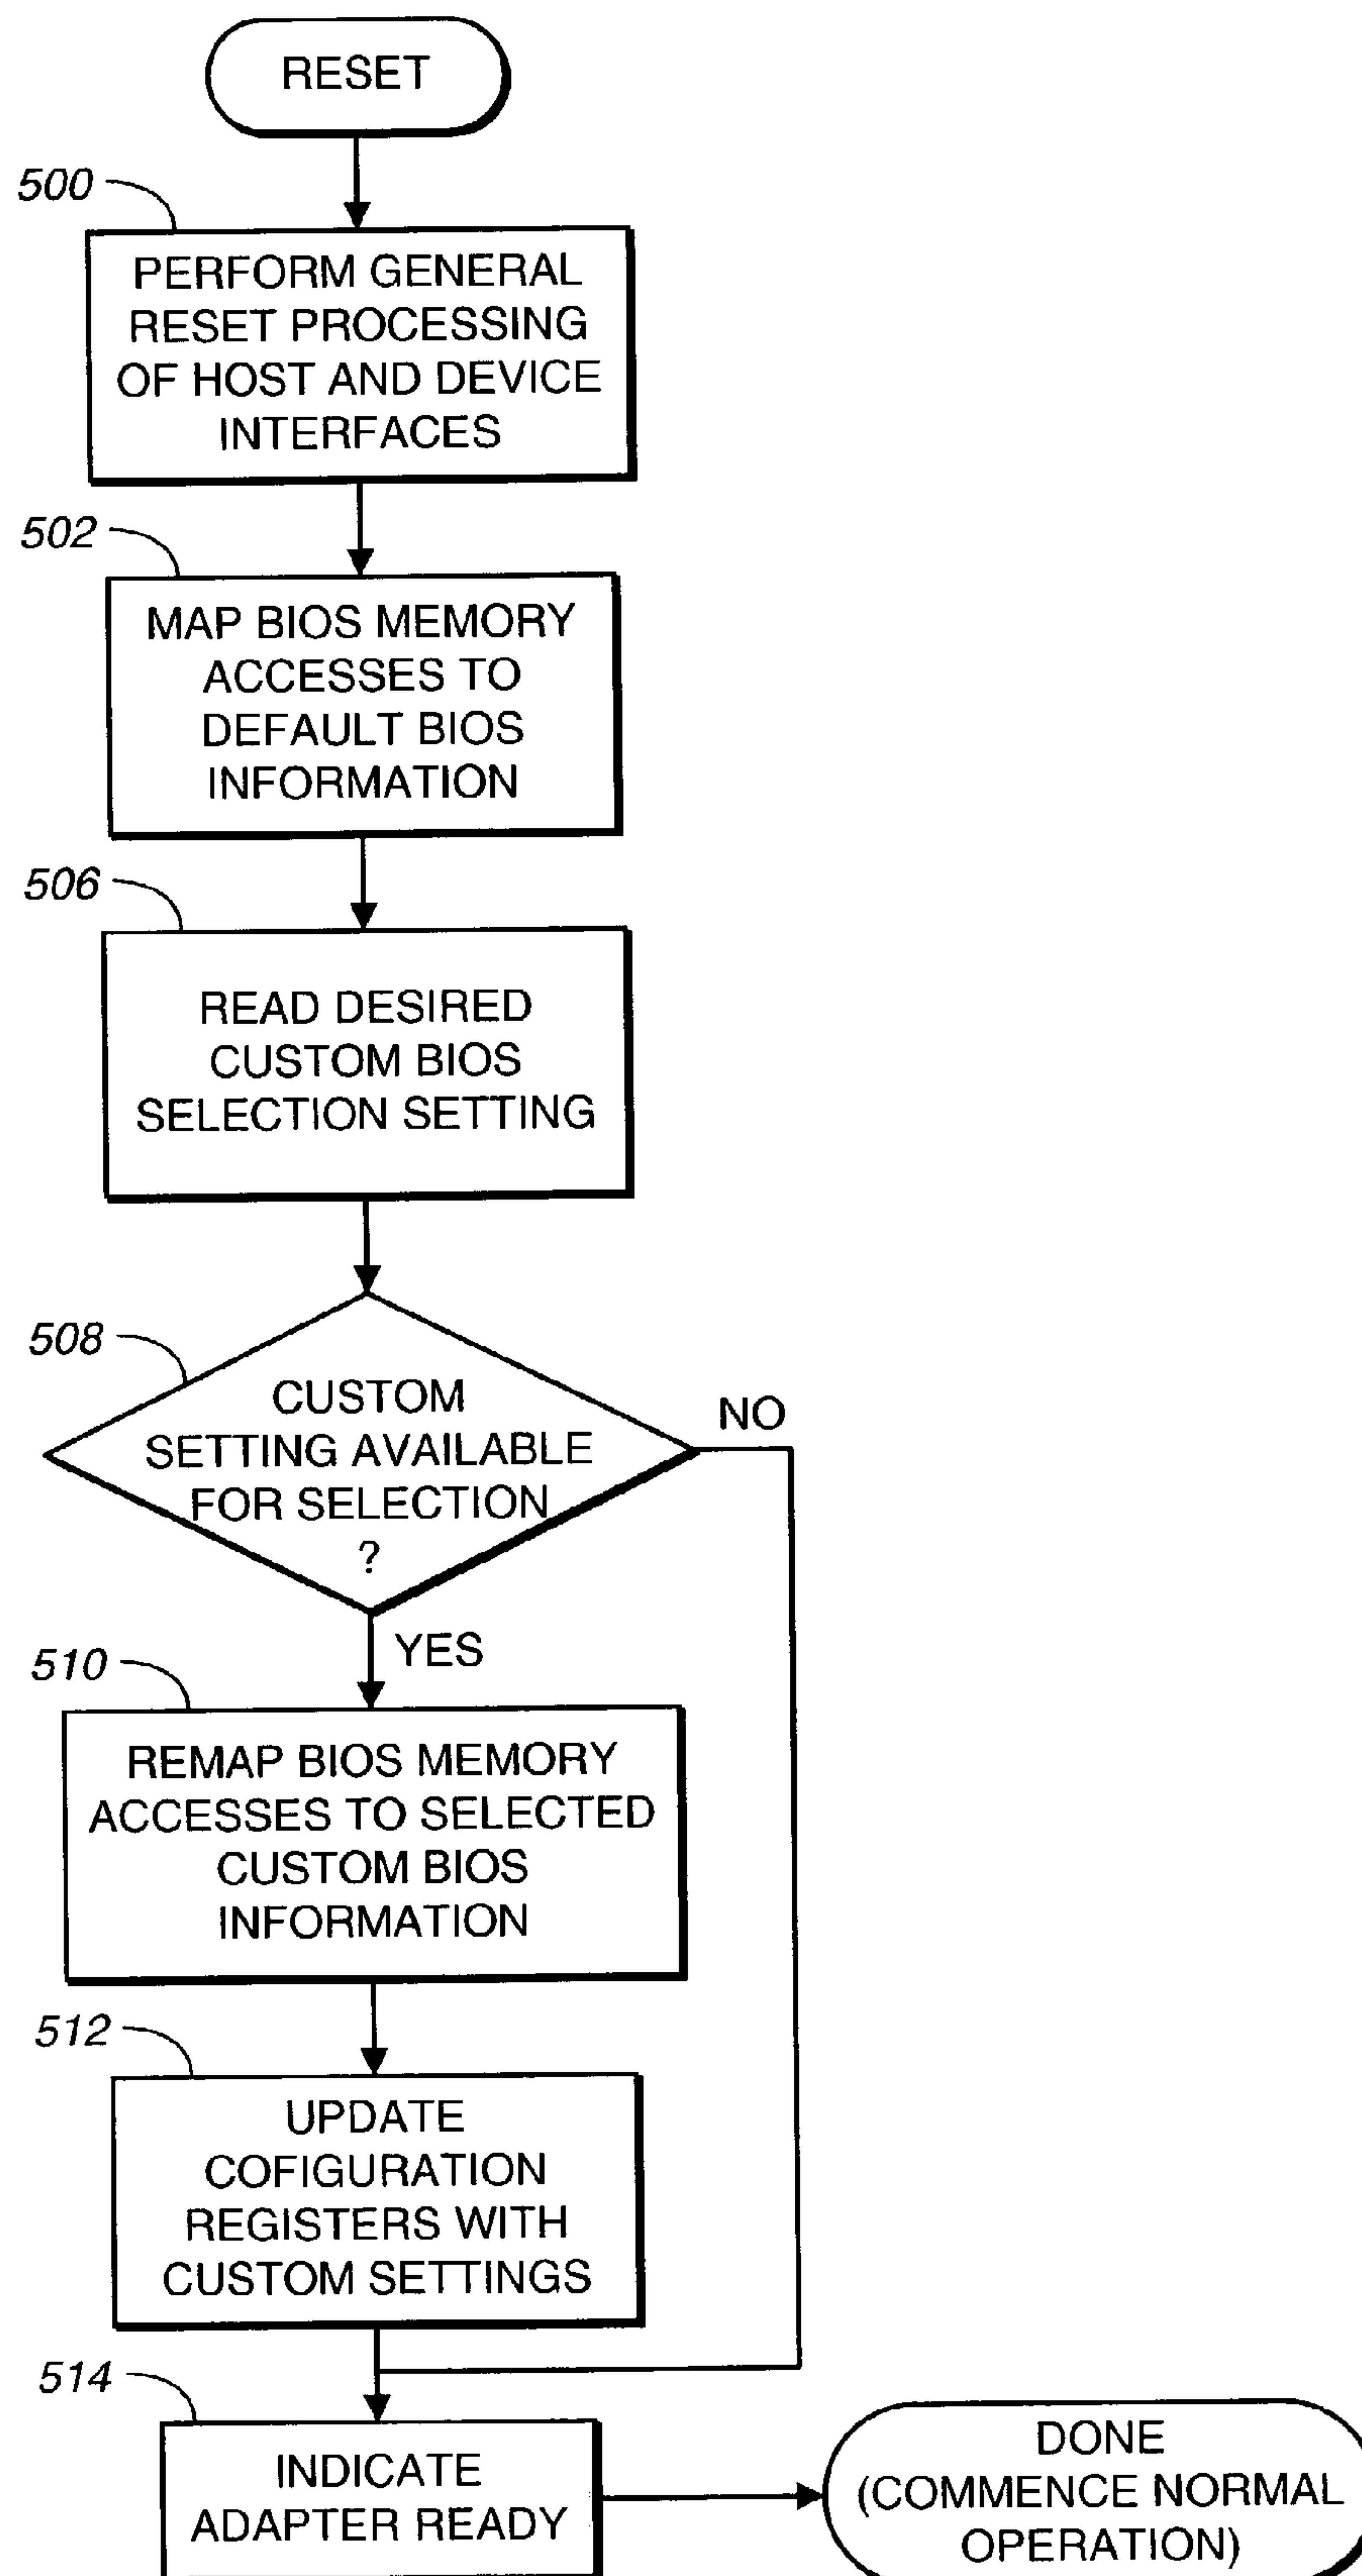 RESET
500
PERFORM GENERAL
RESET PROCESSING
OF HOST AND DEVICE
INTERFACES
502
MAP BIOS MEMORY
ACCESSES TO
DEFAULT BIOS
INFORMATION
506
READ DESIRED
CUSTOM BIOS
SELECTION SETTING
508
CUSTOM
SETTING AVAILABLE
FOR SELECTION
?
NO
YES
510
REMAP BIOS MEMORY
ACCESSES TO SELECTED
CUSTOM BIOS
INFORMATION
512
UPDATE
COFIGURATION
REGISTERS WITH
CUSTOM SETTINGS
514
INDICATE
ADAPTER READY
DONE
(COMMENCE NORMAL
OPERATION)